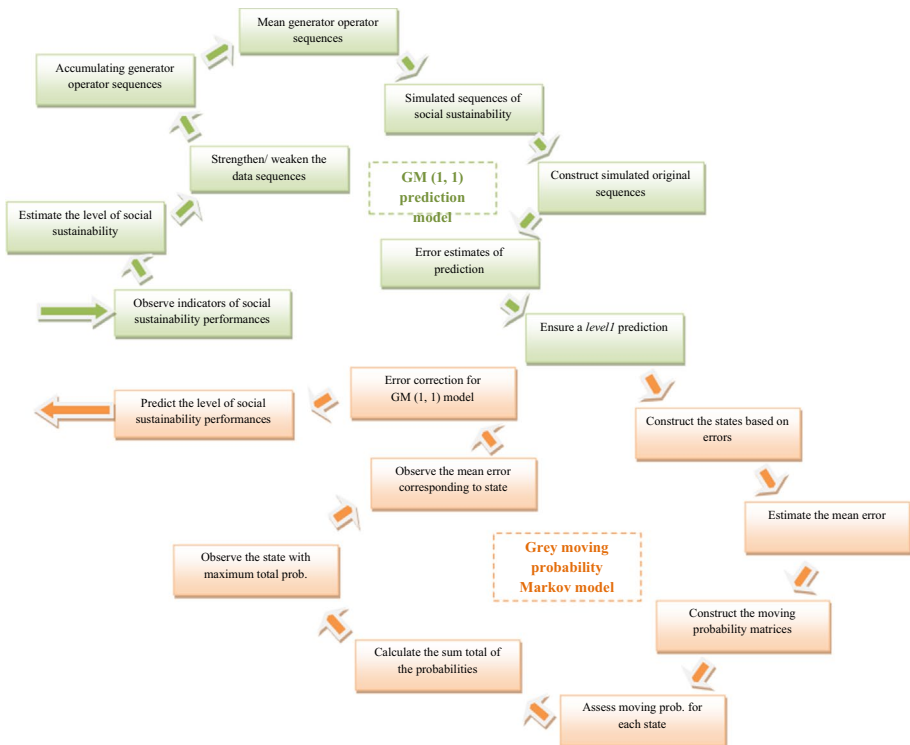 Mean generator operator
sequences
Accumulating generator
operator sequences
Simulated sequences of
social sustainability
Strengthen/ weaken the
data sequences
GM (1, 1)
prediction
model
Construct simulated original
sequences
Estimate the level of social
sustainability
Error estimates of
prediction
Observe indicators of social
sustainability performances
Ensure a level1 prediction
Error correction for
GM (1, 1) model
Predict the level of social
sustainability performances
Construct the states based on
errors
Observe the mean error
corresponding to state
Estimate the mean error
Observe the state with
maximum total prob.
Grey moving
probability
Markov model
Construct the moving
probability matrices
Calculate the sum total of
the probabilities
Assess moving prob. for
each state